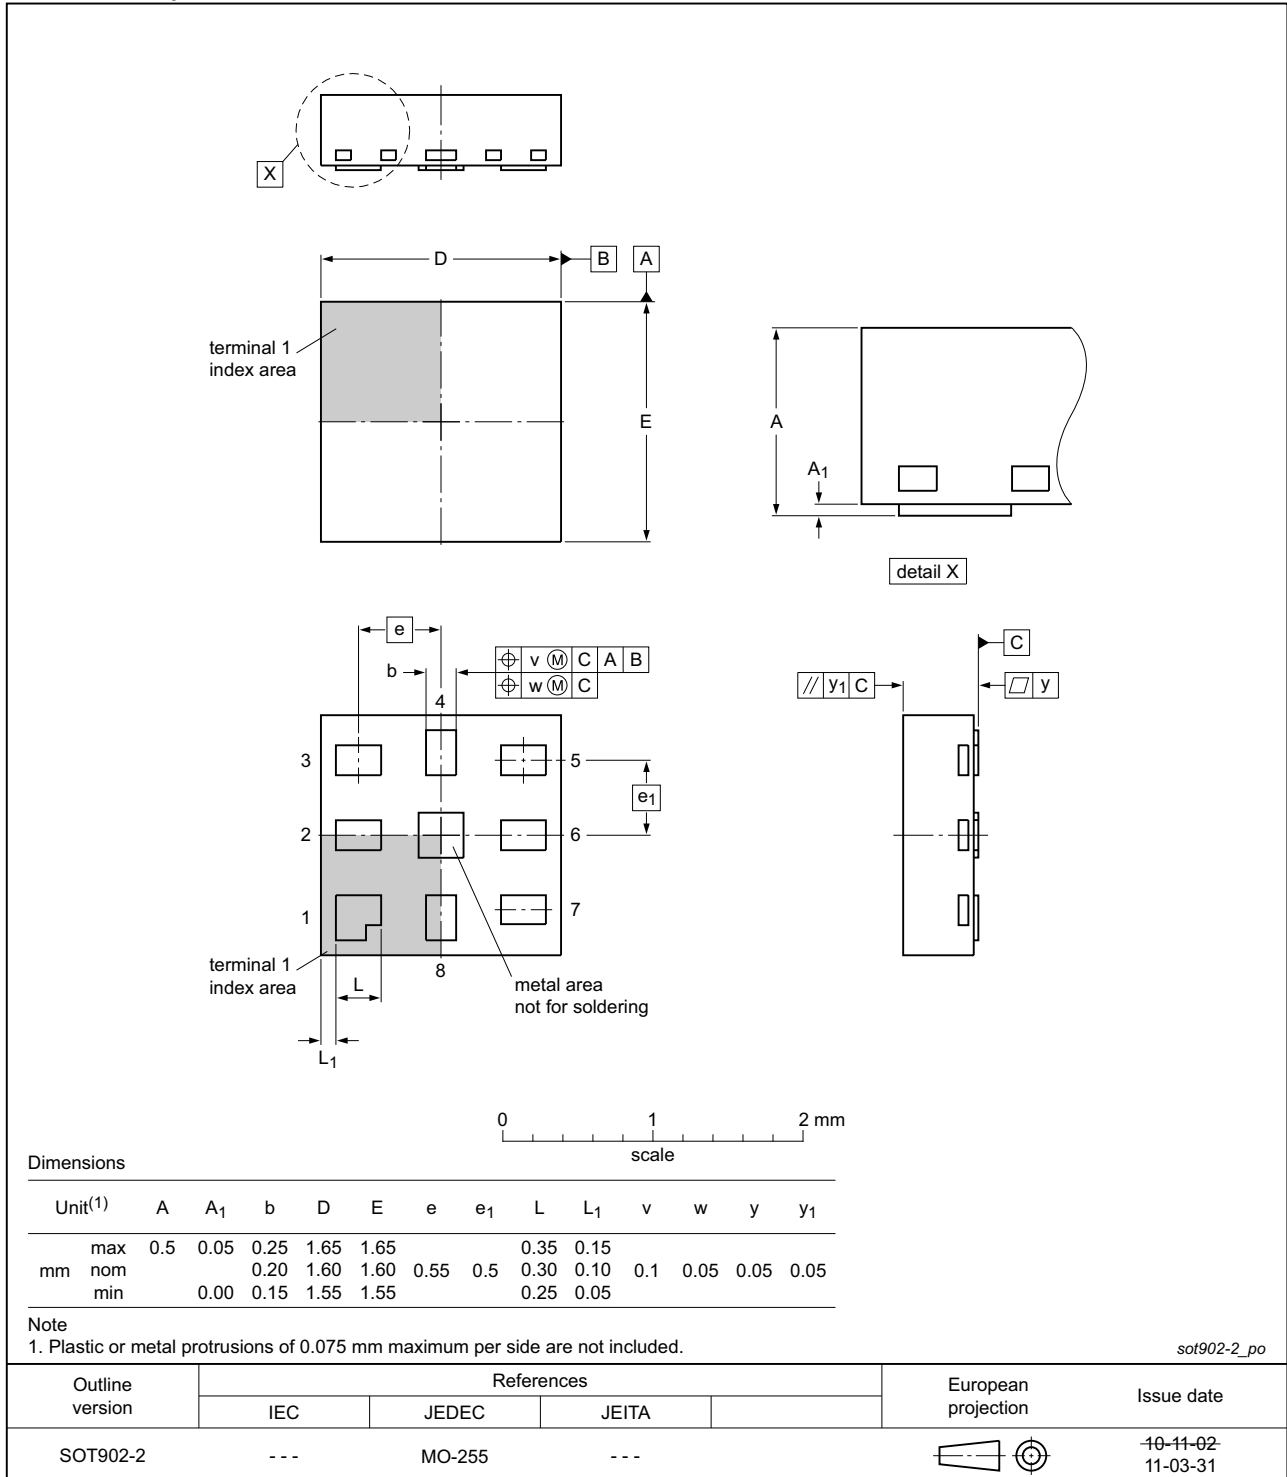 X
D
B
A
terminal 1
index area
E
A
A1
detail X
e
b
v M C A B
w M C
4
3
5
e1
2
6
1
7
terminal 1
index area
L
8
metal area
not for soldering
L1
C
// y1 C
y
0 1 2 mm
scale
Dimensions
Unit(1) A A1 b D E e e1 L L1 v w y y1
max 0.5 0.05 0.25 1.65 1.65 0.35 0.15
mm nom 0.20 1.60 1.60 0.55 0.5 0.30 0.10 0.1 0.05 0.05 0.05
min 0.00 0.15 1.55 1.55 0.25 0.05
Note
1. Plastic or metal protrusions of 0.075 mm maximum per side are not included.
sot902-2_po
Outline version
References
European projection
Issue date
IEC JEDEC JEITA
SOT902-2 - - - MO-255 - - -
10-11-02
11-03-31